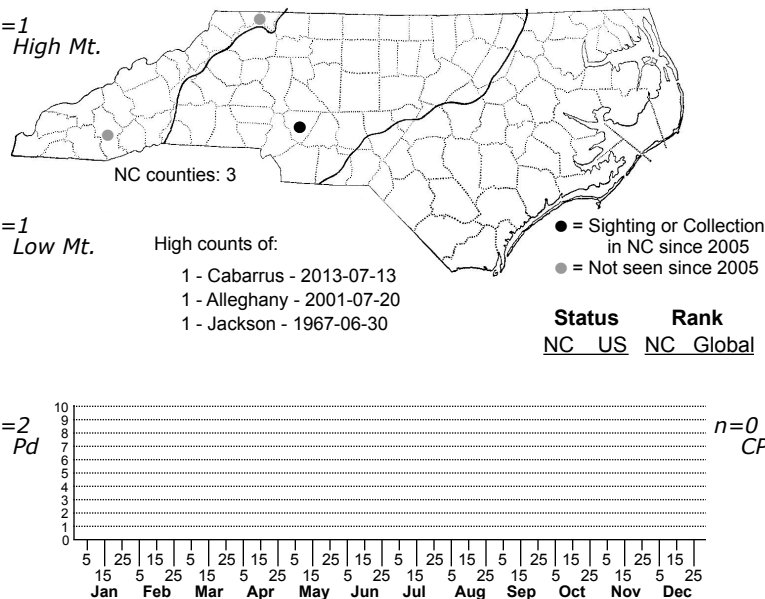 =1
High Mt.
NC counties: 3
=1
Low Mt.
High counts of:
1 - Cabarrus - 2013-07-13
1 - Alleghany - 2001-07-20
1 - Jackson - 1967-06-30
● = Sighting or Collection
in NC since 2005
● = Not seen since 2005
Status Rank
NC US NC Global
=2
Pd
n=0
CP
10
9
8
7
6
5
4
3
2
1
0
5 25 15 5 25 15 5 25 15 5 25 15 5 25 15 5 25 15
15 5 25 15 5 25 15 5 25 15 5 25 15 5 25 15 5 25
Jan Feb Mar Apr May Jun Jul Aug Sep Oct Nov Dec